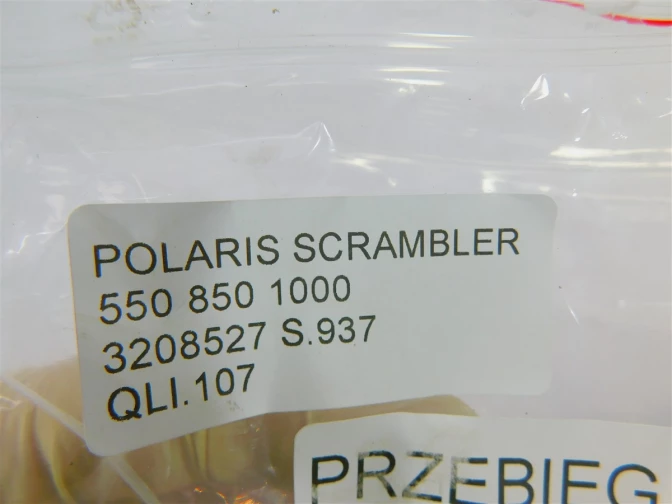 POLARIS SCRAMBLER
550 850 1000
3208527 S.937
QLI.107
PRZEBIEG